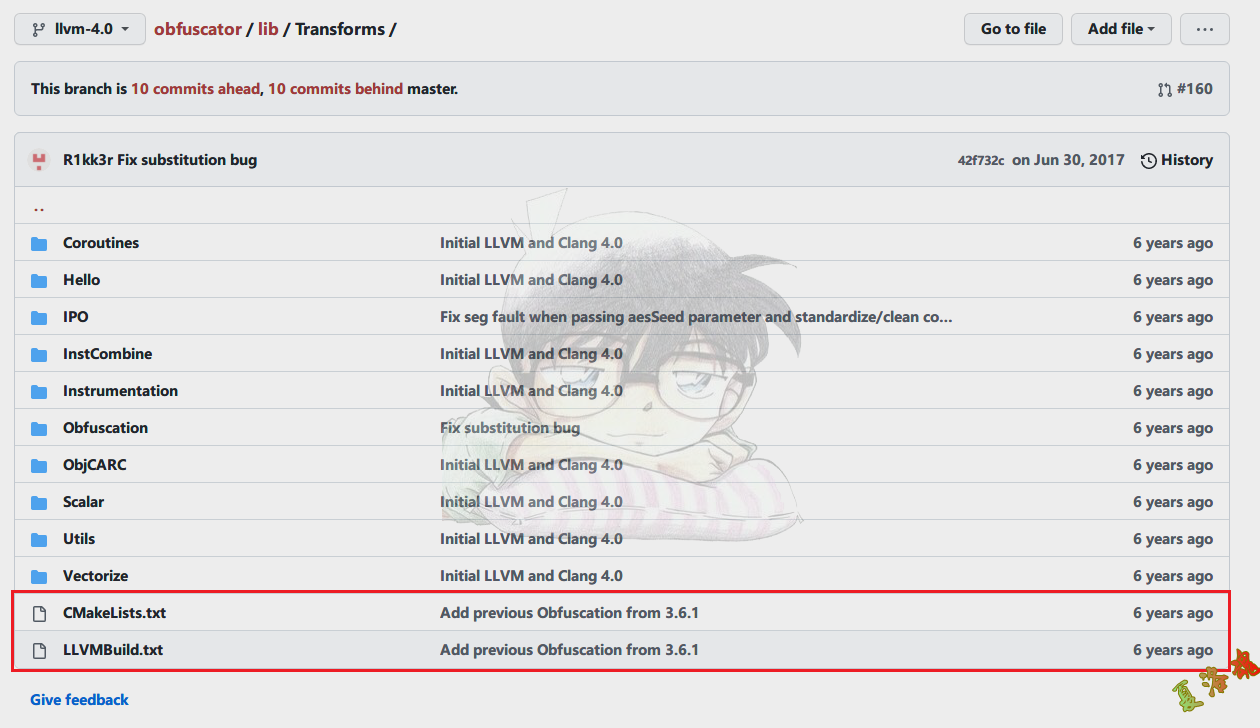 llvm-4.0 obfuscator / lib / Transforms / Go to file Add file ...
This branch is 10 commits ahead, 10 commits behind master. #160
R1kk3r Fix substitution bug 42f732c on Jun 30, 2017 History
..
Coroutines Initial LLVM and Clang 4.0 6 years ago
Hello Initial LLVM and Clang 4.0 6 years ago
IPO Fix seg fault when passing aesSeed parameter and standardize/clean co... 6 years ago
InstCombine Initial LLVM and Clang 4.0 6 years ago
Instrumentation Initial LLVM and Clang 4.0 6 years ago
Obfuscation Fix substitution bug 6 years ago
ObjCARC Initial LLVM and Clang 4.0 6 years ago
Scalar Initial LLVM and Clang 4.0 6 years ago
Utils Initial LLVM and Clang 4.0 6 years ago
Vectorize Initial LLVM and Clang 4.0 6 years ago
CMakeLists.txt Add previous Obfuscation from 3.6.1 6 years ago
LLVMBuild.txt Add previous Obfuscation from 3.6.1 6 years ago
Give feedback